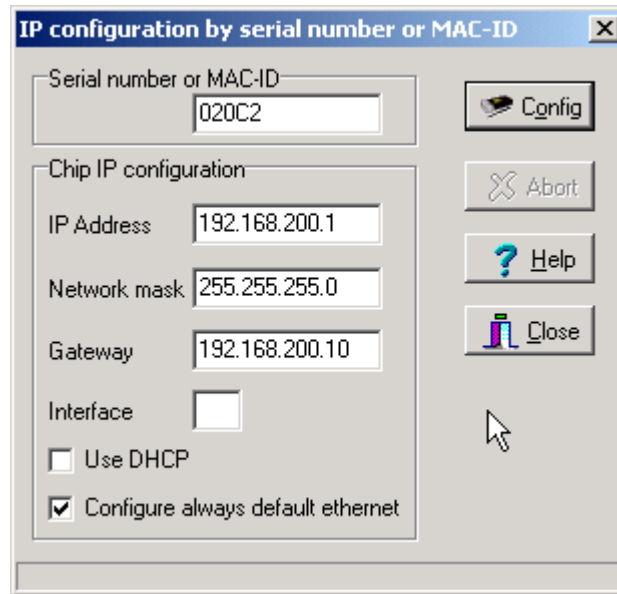 IP configuration by serial number or MAC-ID
Serial number or MAC-ID
020C2
Config
Chip IP configuration
Abort
IP Address 192.168.200.1
Help
Network mask 255.255.255.0
Close
Gateway 192.168.200.10
Interface
Use DHCP
Configure always default ethernet